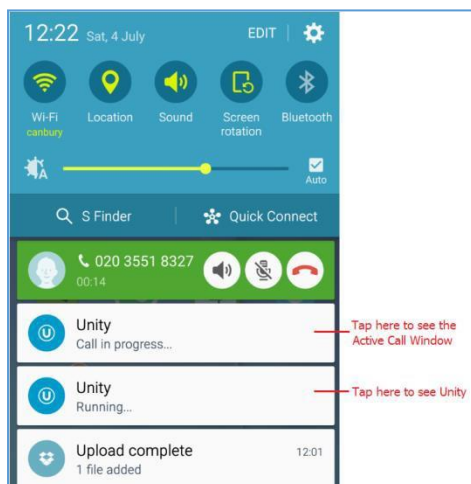 12:22 Sat, 4 July EDIT
Wi-Fi Location Sound Screen Bluetooth
canbury rotation
A Auto
S Finder Quick Connect
020 3551 8327
00:14
U Unity
Call in progress...
Tap here to see the
Active Call Window
U Unity
Running...
Tap here to see Unity
Upload complete 12:01
1 file added